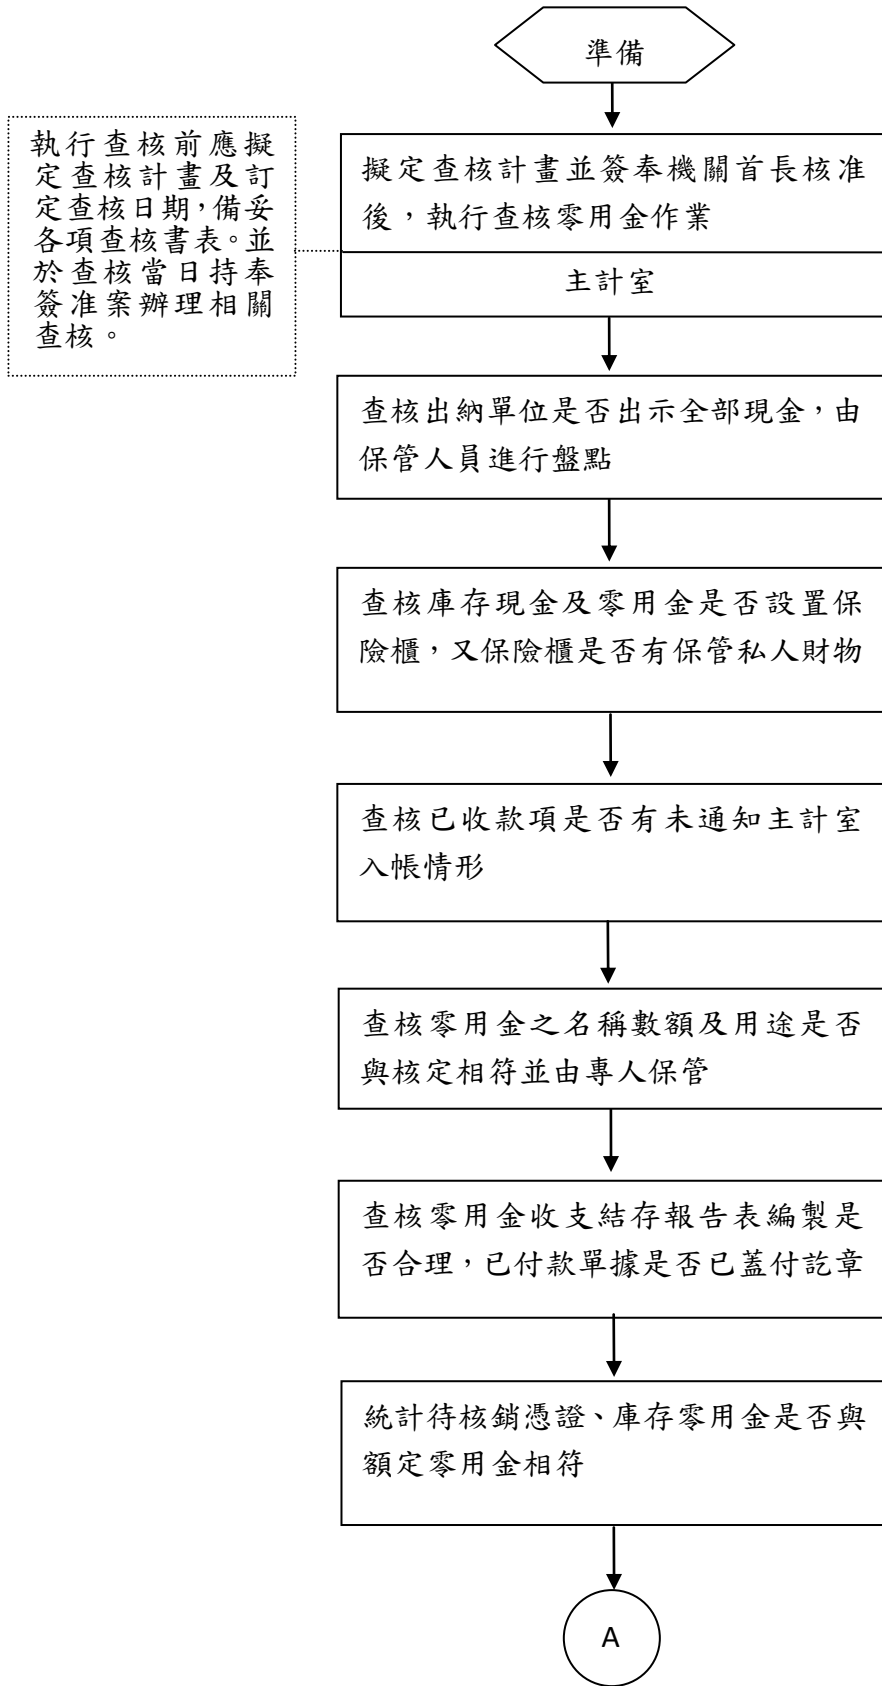 準備
執行查核前應擬
定查核計畫及訂
定查核日期,備妥
各項查核書表。並
於查核當日持奉
簽准案辦理相關
查核。
擬定查核計畫並簽奉機關首長核准
後，執行查核零用金作業
主計室
查核出納單位是否出示全部現金，由
保管人員進行盤點
查核庫存現金及零用金是否設置保
險櫃，又保險櫃是否有保管私人財物
查核已收款項是否有未通知主計室
入帳情形
查核零用金之名稱數額及用途是否
與核定相符並由專人保管
查核零用金收支結存報告表編製是
否合理，已付款單據是否已蓋付訖章
統計待核銷憑證、庫存零用金是否與
額定零用金相符
A